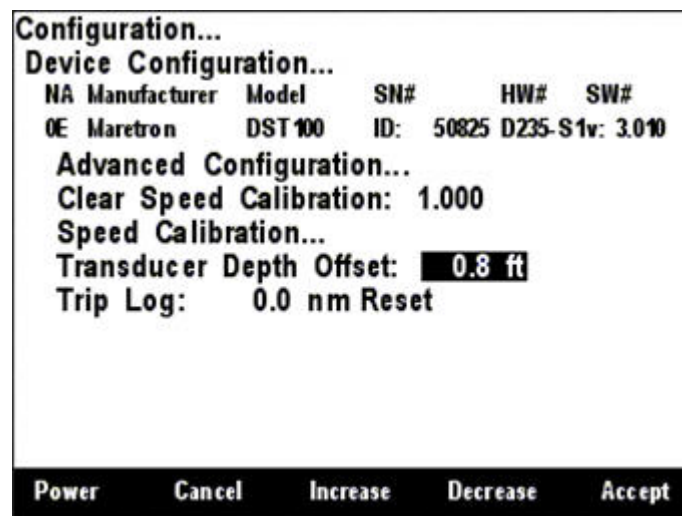 Configuration...
Device Configuration...
NA Manufacturer Model SN# HW# SW#
0E Maretron DST100 ID: 50825 D235-S1v: 3.010
Advanced Configuration...
Clear Speed Calibration: 1.000
Speed Calibration...
Transducer Depth Offset: 0.8 ft
Trip Log: 0.0 nm Reset
Power Cancel Increase Decrease Accept